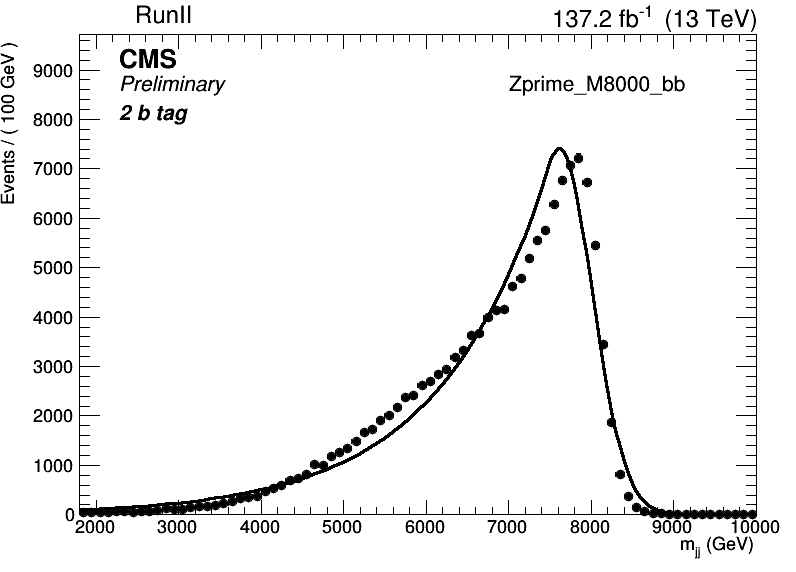 RunII
137.2 fb-1 (13 TeV)
CMS
Preliminary
2 b tag
Zprime_M8000_bb
Events / ( 100 GeV )
9000
8000
7000
6000
5000
4000
3000
2000
1000
0
2000 3000 4000 5000 6000 7000 8000 9000 10000
mjj (GeV)